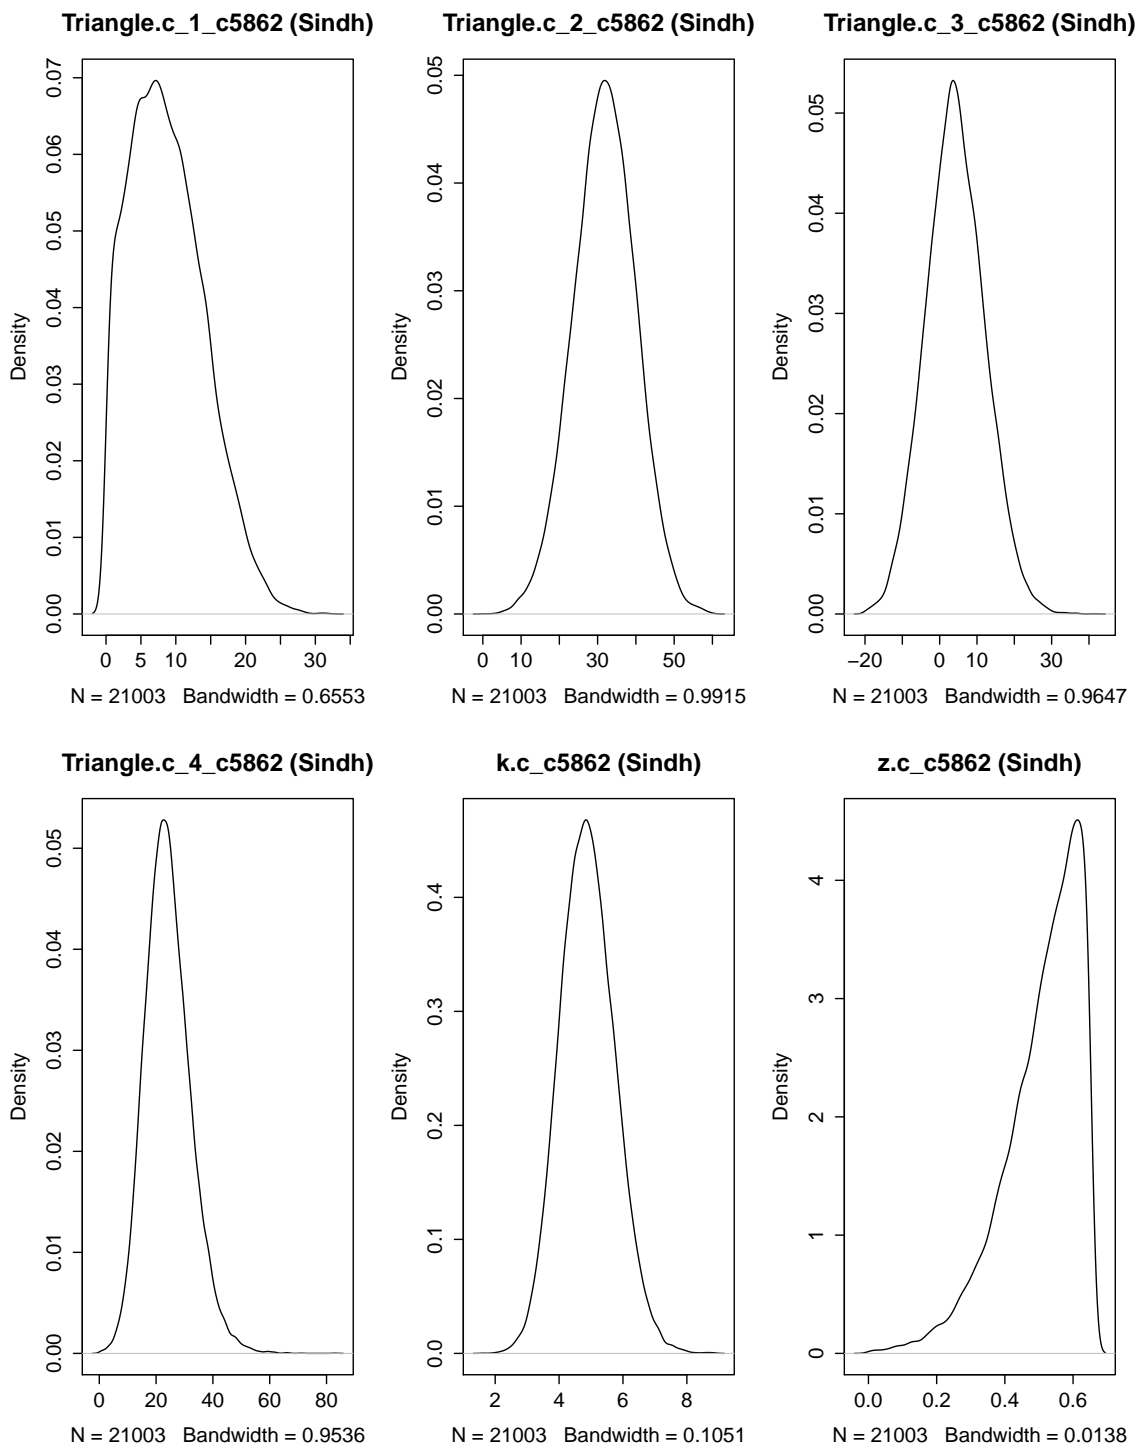 Triangle.c_1_c5862 (Sindh)
Density
0.00 0.01 0.02 0.03 0.04 0.05 0.06 0.07
0 5 10 20 30
N = 21003 Bandwidth = 0.6553
Triangle.c_2_c5862 (Sindh)
Density
0.00 0.01 0.02 0.03 0.04 0.05
0 10 30 50
N = 21003 Bandwidth = 0.9915
Triangle.c_3_c5862 (Sindh)
Density
0.00 0.01 0.02 0.03 0.04 0.05
−20 0 10 30
N = 21003 Bandwidth = 0.9647
Triangle.c_4_c5862 (Sindh)
Density
0.00 0.01 0.02 0.03 0.04 0.05
0 20 40 60 80
N = 21003 Bandwidth = 0.9536
k.c_c5862 (Sindh)
Density
0.0 0.1 0.2 0.3 0.4
2 4 6 8
N = 21003 Bandwidth = 0.1051
z.c_c5862 (Sindh)
Density
0 1 2 3 4
0.0 0.2 0.4 0.6
N = 21003 Bandwidth = 0.0138